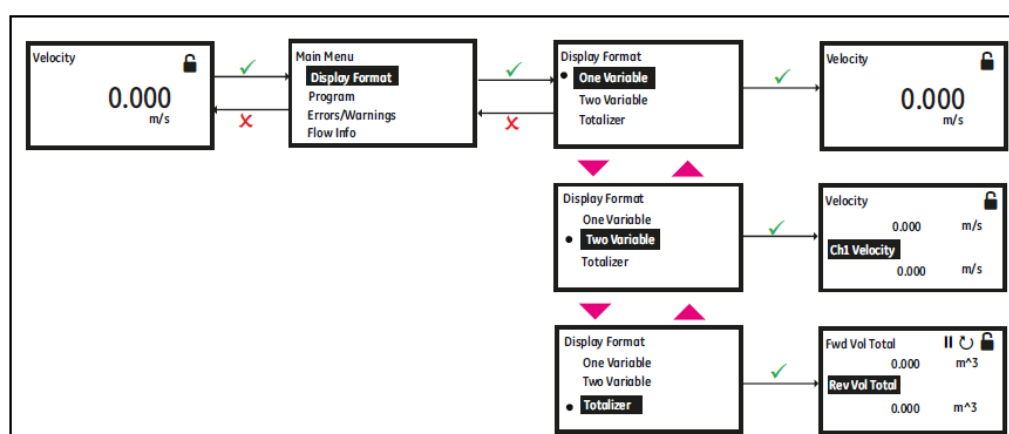 Velocity
0.000
m/s
Main Menu
Display Format
Program
Errors/Warnings
Flow Info
Display Format
One Variable
Two Variable
Totalizer
Velocity
0.000
m/s
Display Format
One Variable
Two Variable
Totalizer
Velocity
0.000 m/s
Ch1 Velocity
0.000 m/s
Display Format
One Variable
Two Variable
Totalizer
Fwd Vol Total
0.000 m^3
Rev Vol Total
0.000 m^3